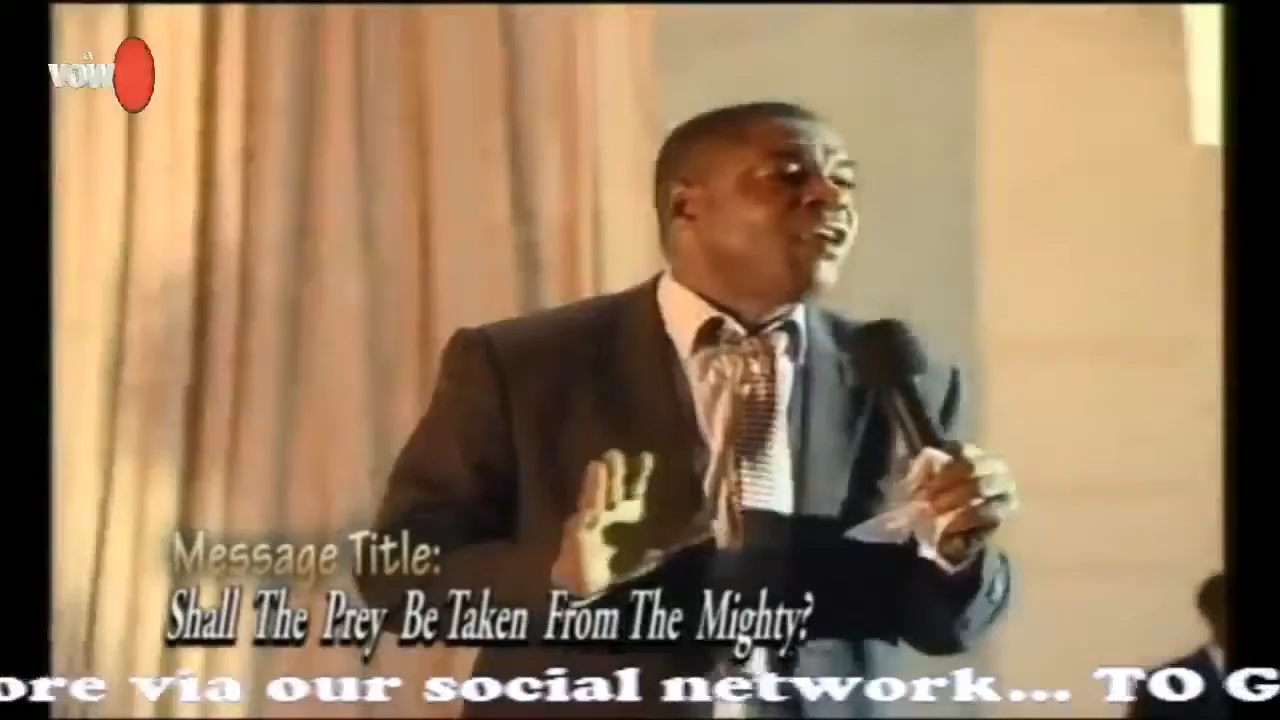 VOW
Message Title:
Shall The Prey Be Taken From The Mighty?
ore via our social network... TO G